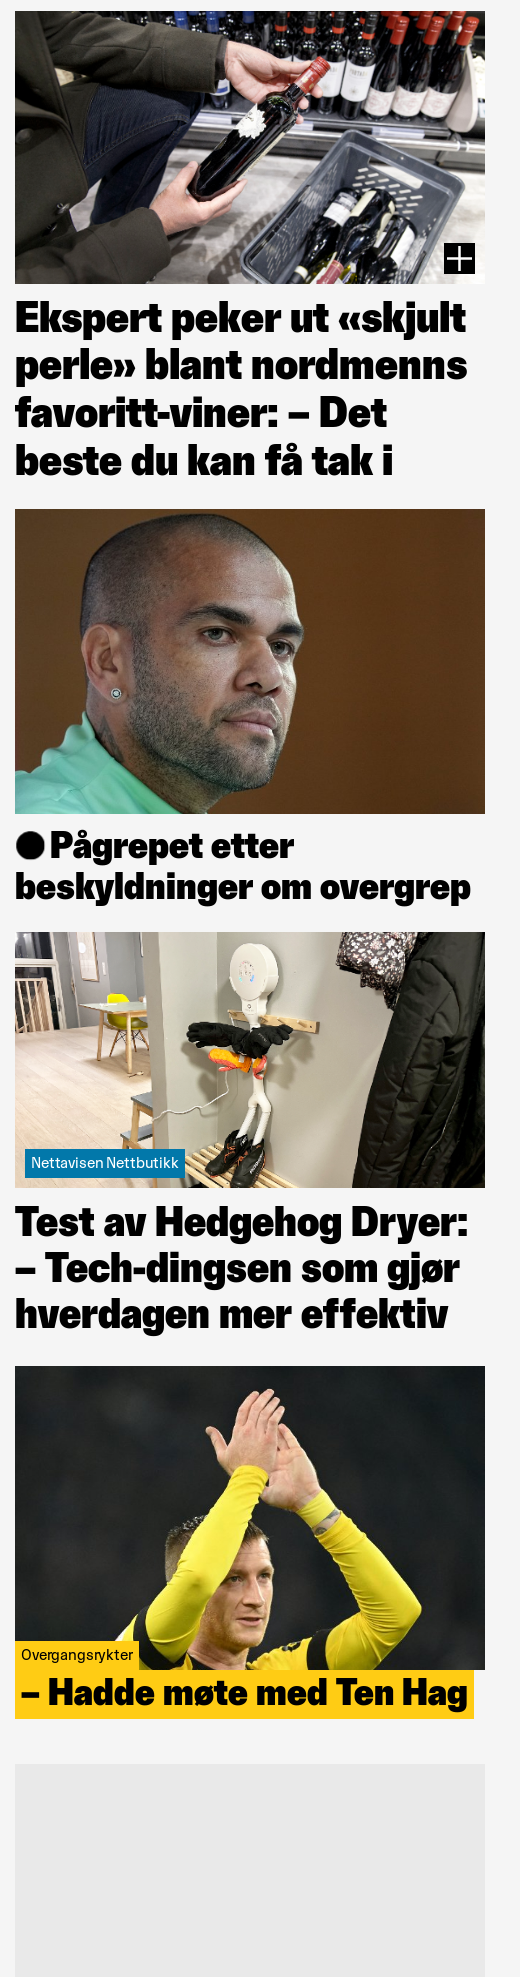 Ekspert peker ut «skjult
perle» blant nordmenns
favoritt-viner: – Det
beste du kan få tak i
Pågrepet etter
beskyldninger om overgrep
Nettavisen Nettbutikk
Test av Hedgehog Dryer:
– Tech-dingsen som gjør
hverdagen mer effektiv
Overgangsrykter
– Hadde møte med Ten Hag